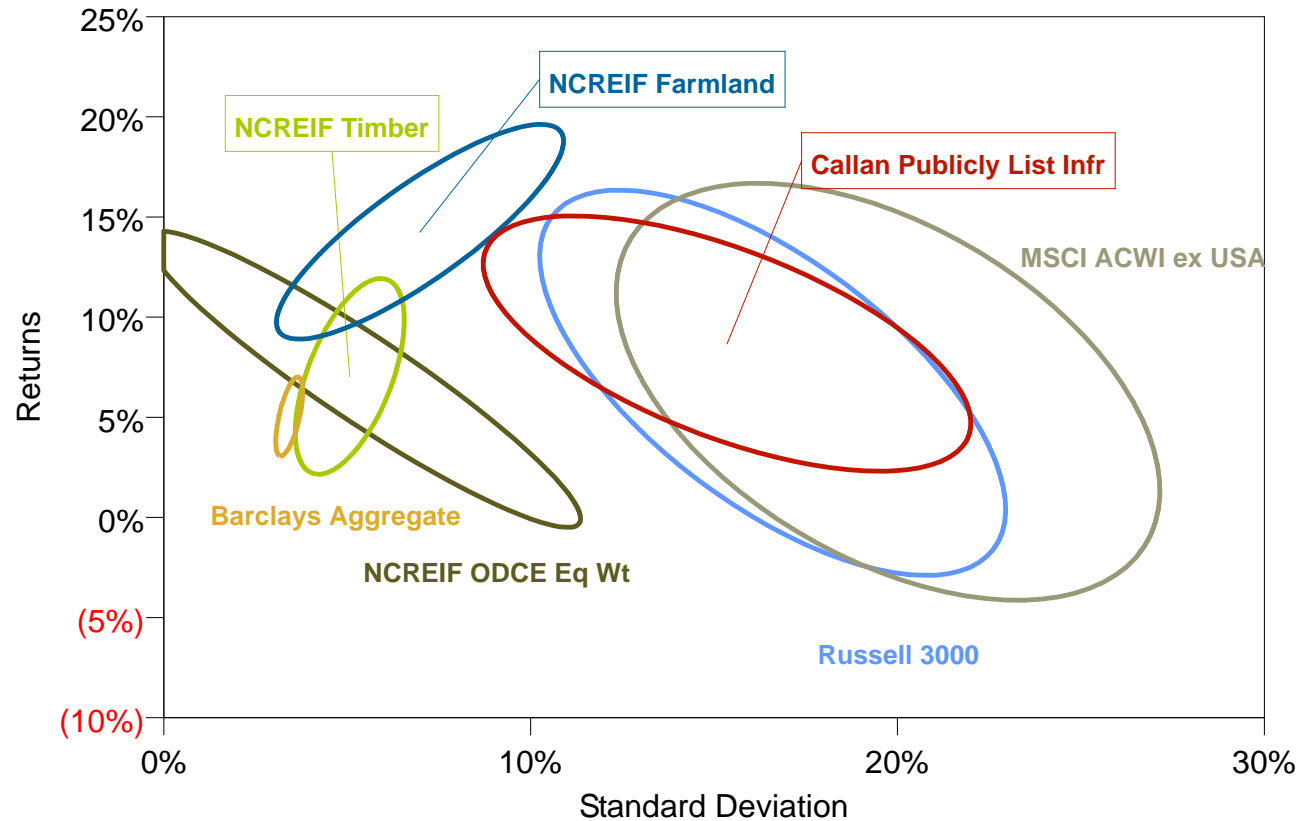 25%
20%
15%
10%
5%
0%
(5%)
(10%)
Returns
NCREIF Farmland
NCREIF Timber
Callan Publicly List Infr
MSCI ACWI ex USA
Barclays Aggregate
NCREIF ODCE Eq Wt
Russell 3000
0%
10%
20%
30%
Standard Deviation